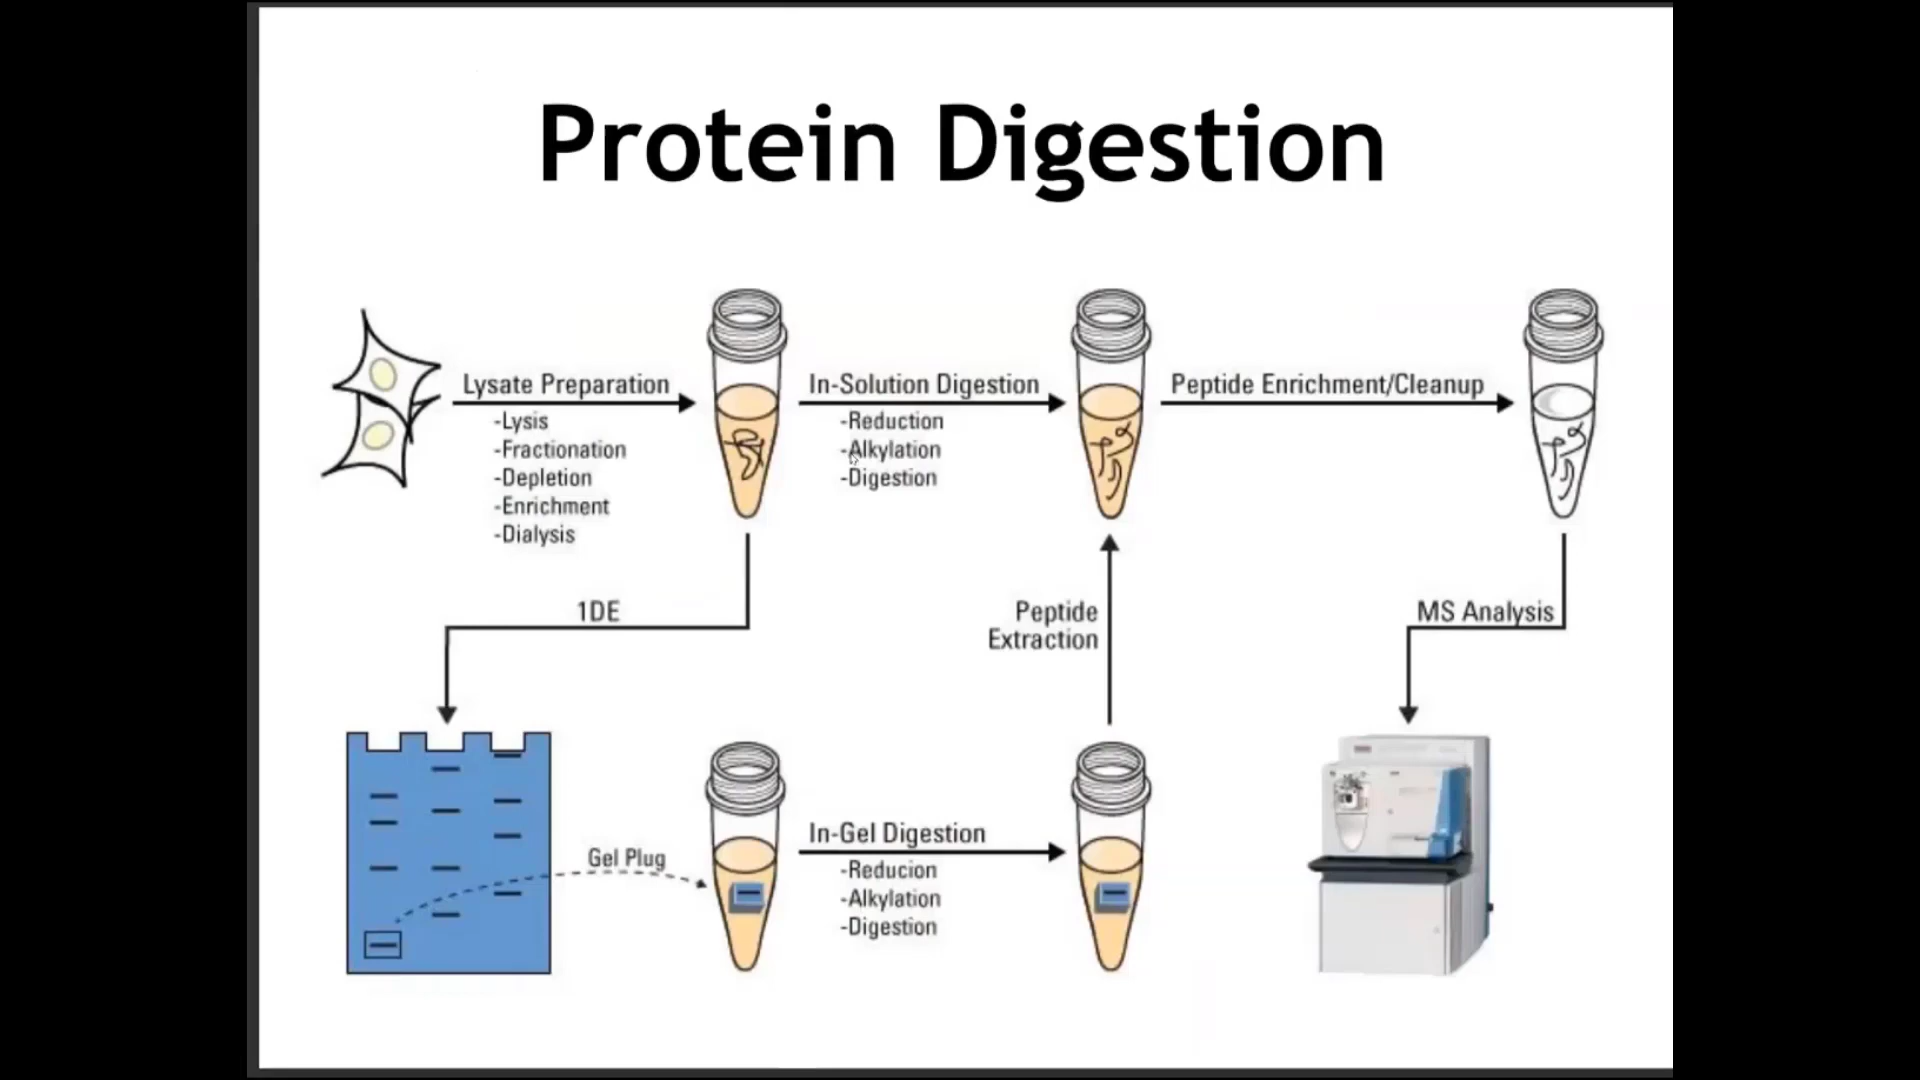 Protein Digestion
Lysate Preparation
-Lysis
-Fractionation
-Depletion
-Enrichment
-Dialysis
In-Solution Digestion
-Reduction
-Alkylation
-Digestion
Peptide Enrichment/Cleanup
1DE
Peptide
Extraction
MS Analysis
Gel Plug
In-Gel Digestion
-Reducion
-Alkylation
-Digestion